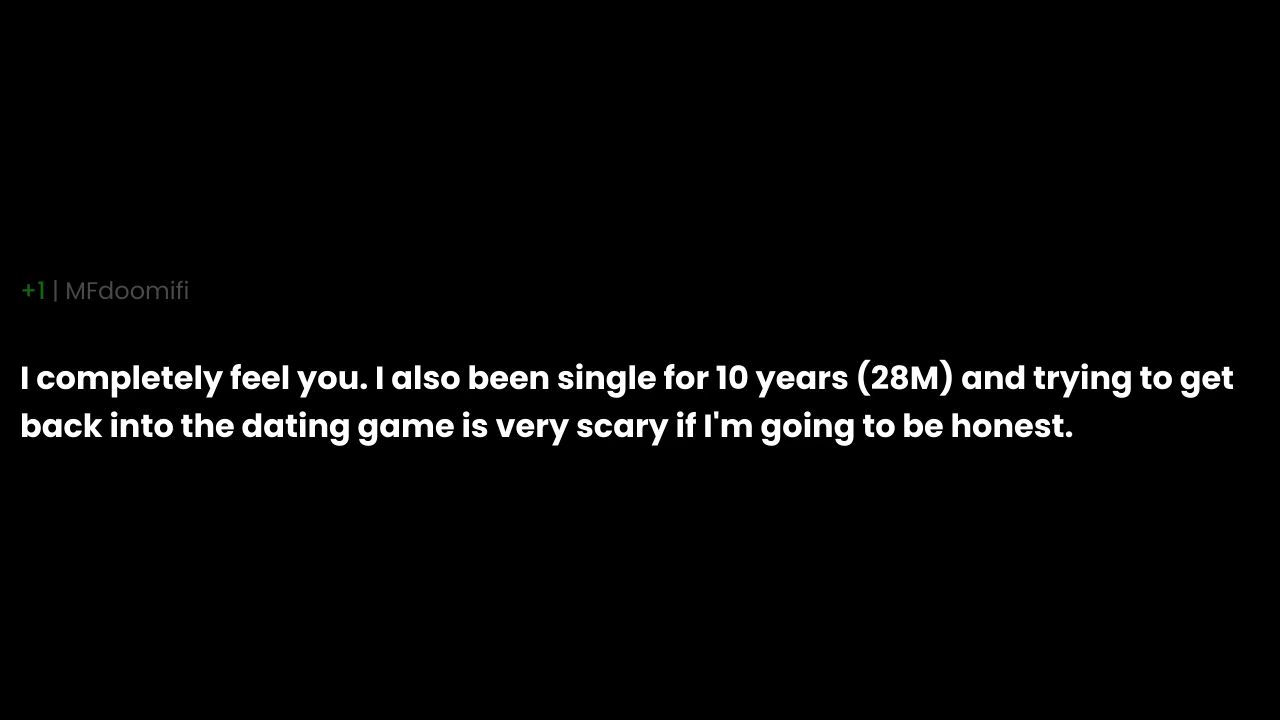 +1 | MFdoomifi
I completely feel you. I also been single for 10 years (28M) and trying to get
back into the dating game is very scary if I'm going to be honest.